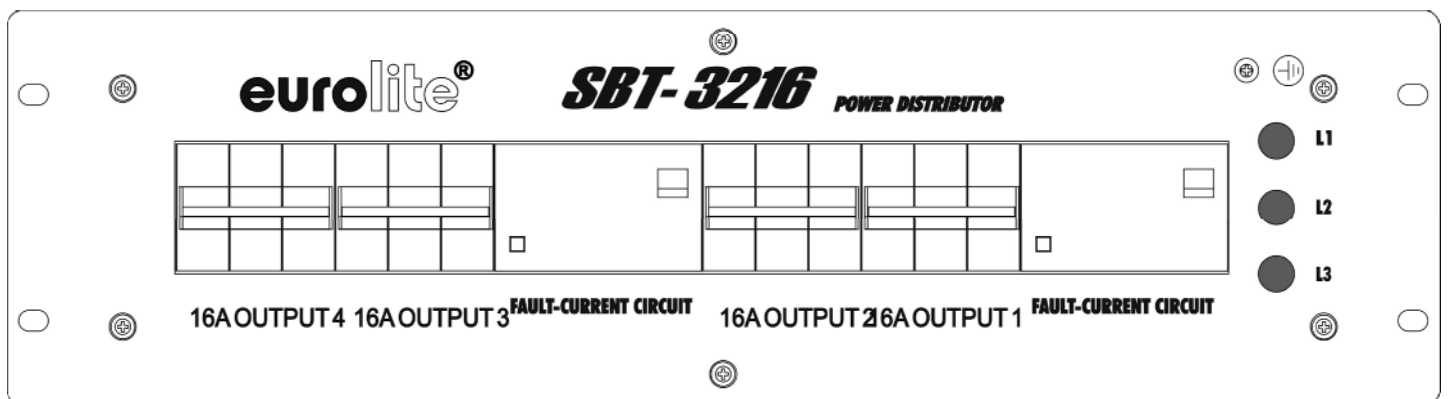 eurolite®
SBT-3216 POWER DISTRIBUTOR
L1
L2
L3
16A OUTPUT 4 16A OUTPUT 3 FAULT-CURRENT CIRCUIT 16A OUTPUT 2 16A OUTPUT 1 FAULT-CURRENT CIRCUIT